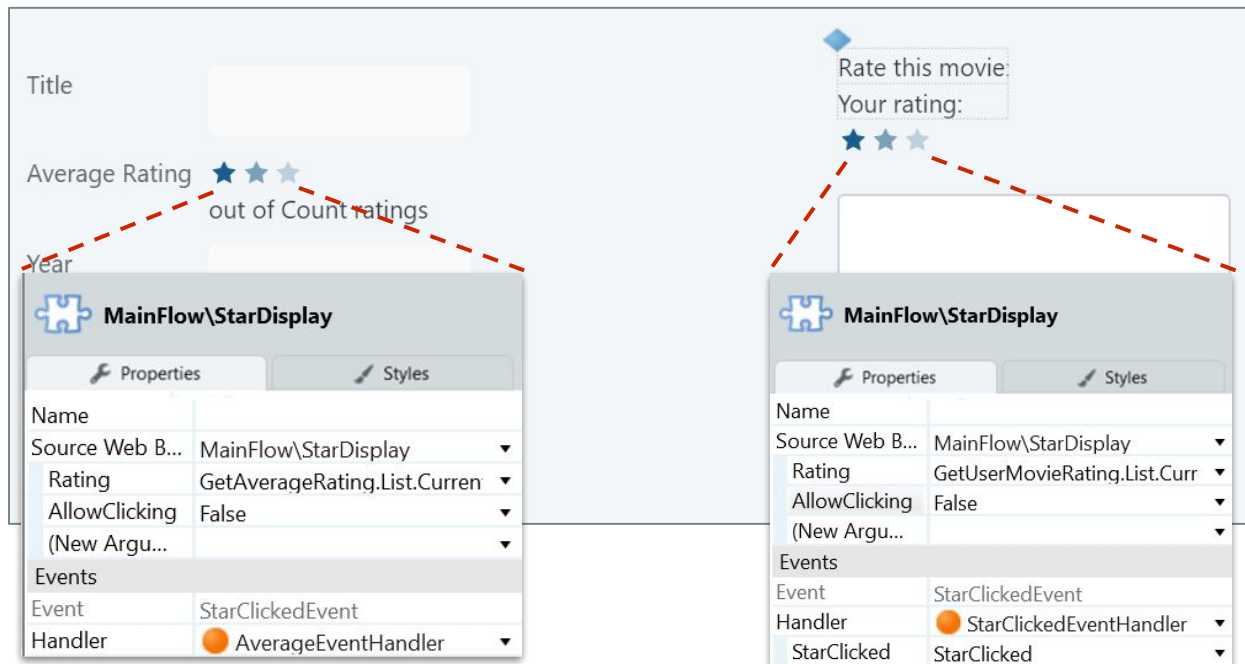 Title
Average Rating
out of Count ratings
Year
Rate this movie:
Your rating:
MainFlow\StarDisplay
Properties Styles
Name
Source Web B... MainFlow\StarDisplay
Rating GetAverageRating.List.Curren
AllowClicking False
(New Argu...
Events
Event StarClickedEvent
Handler AverageEventHandler
MainFlow\StarDisplay
Properties Styles
Name
Source Web B... MainFlow\StarDisplay
Rating GetUserMovieRating.List.Curr
AllowClicking False
(New Argu...
Events
Event StarClickedEvent
Handler StarClickedEventHandler
StarClicked StarClicked